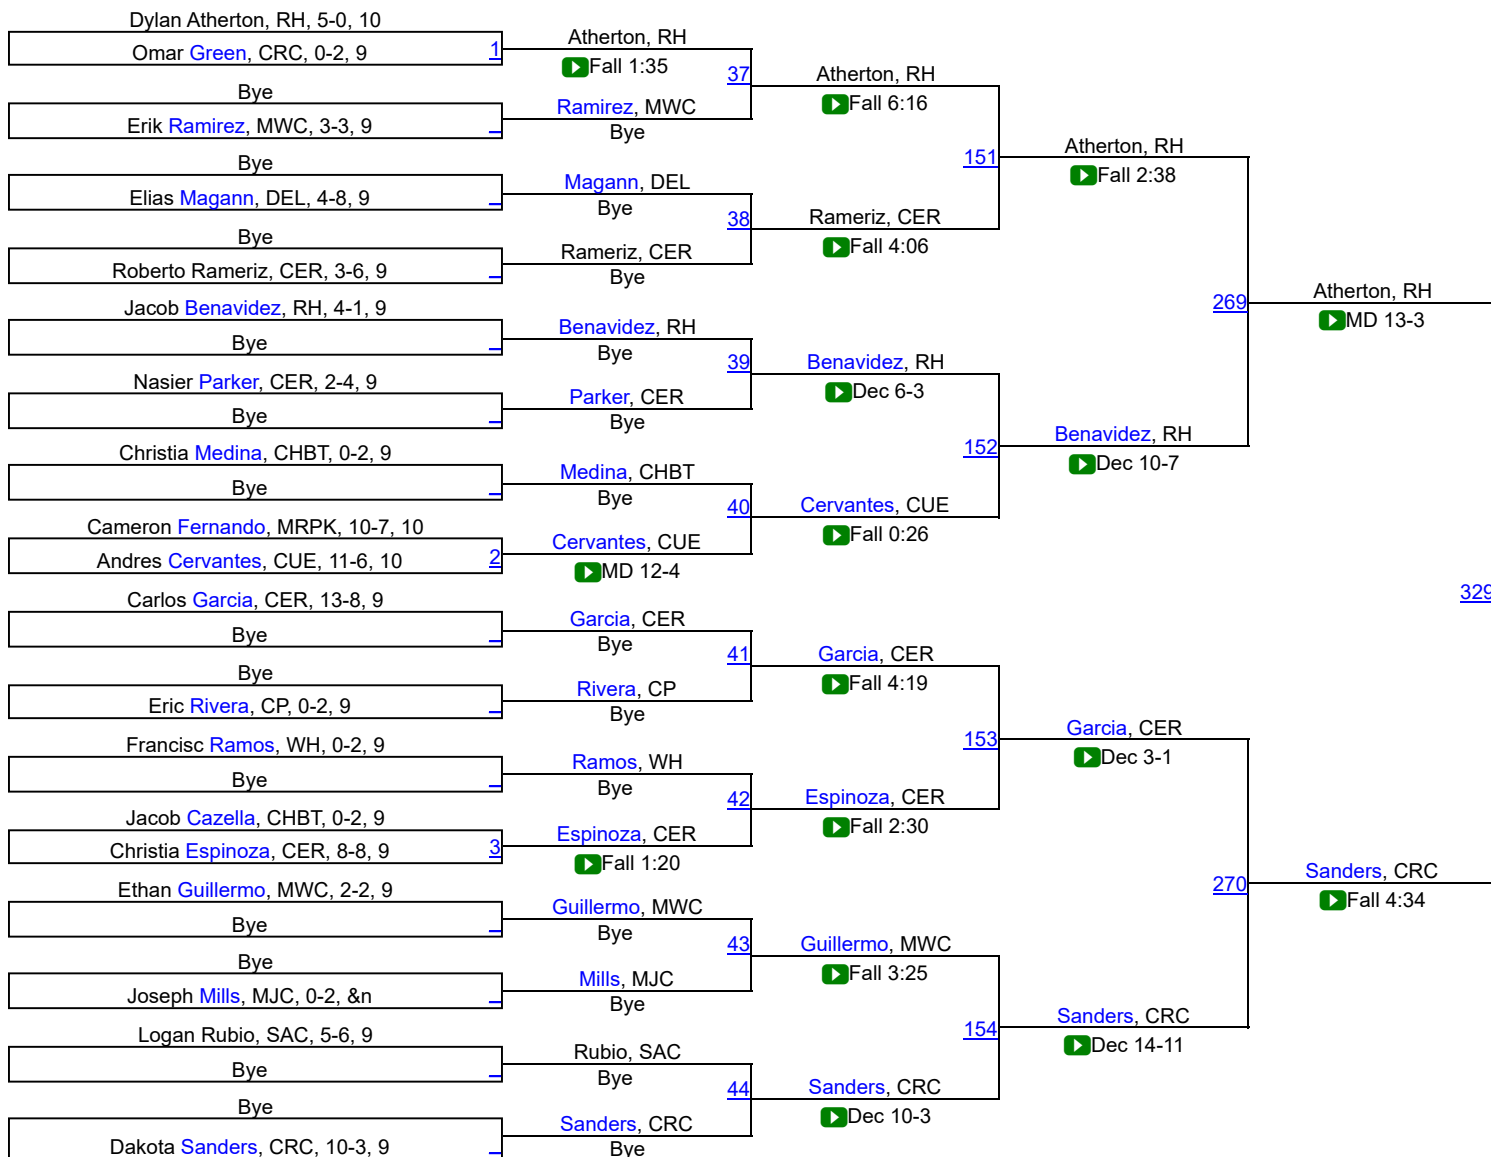 Dylan Atherton, RH, 5-0, 10
Omar Green, CRC, 0-2, 9
1
Bye
Erik Ramirez, MWC, 3-3, 9
Bye
Elias Magann, DEL, 4-8, 9
Bye
Roberto Rameriz, CER, 3-6, 9
Jacob Benavidez, RH, 4-1, 9
Bye
Nasier Parker, CER, 2-4, 9
Bye
Christia Medina, CHBT, 0-2, 9
Bye
Cameron Fernando, MRPK, 10-7, 10
Andres Cervantes, CUE, 11-6, 10
2
Carlos Garcia, CER, 13-8, 9
Bye
Bye
Eric Rivera, CP, 0-2, 9
Francisc Ramos, WH, 0-2, 9
Bye
Jacob Cazella, CHBT, 0-2, 9
Christia Espinoza, CER, 8-8, 9
3
Ethan Guillermo, MWC, 2-2, 9
Bye
Bye
Joseph Mills, MJC, 0-2, &n
Logan Rubio, SAC, 5-6, 9
Bye
Bye
Dakota Sanders, CRC, 10-3, 9
Atherton, RH
Fall 1:35
37
Ramirez, MWC
Bye
Magann, DEL
Bye
38
Rameriz, CER
Bye
Benavidez, RH
Bye
39
Parker, CER
Bye
Medina, CHBT
Bye
40
Cervantes, CUE
MD 12-4
Garcia, CER
Bye
41
Rivera, CP
Bye
Ramos, WH
Bye
42
Espinoza, CER
Fall 1:20
Guillermo, MWC
Bye
43
Mills, MJC
Bye
Rubio, SAC
Bye
44
Sanders, CRC
Bye
Atherton, RH
Fall 6:16
151
Rameriz, CER
Fall 4:06
Benavidez, RH
Dec 6-3
152
Cervantes, CUE
Fall 0:26
Garcia, CER
Fall 4:19
153
Espinoza, CER
Fall 2:30
Guillermo, MWC
Fall 3:25
154
Sanders, CRC
Dec 10-3
Atherton, RH
Fall 2:38
269
Benavidez, RH
Dec 10-7
Garcia, CER
Dec 3-1
270
Sanders, CRC
Dec 14-11
Atherton, RH
MD 13-3
329
Sanders, CRC
Fall 4:34